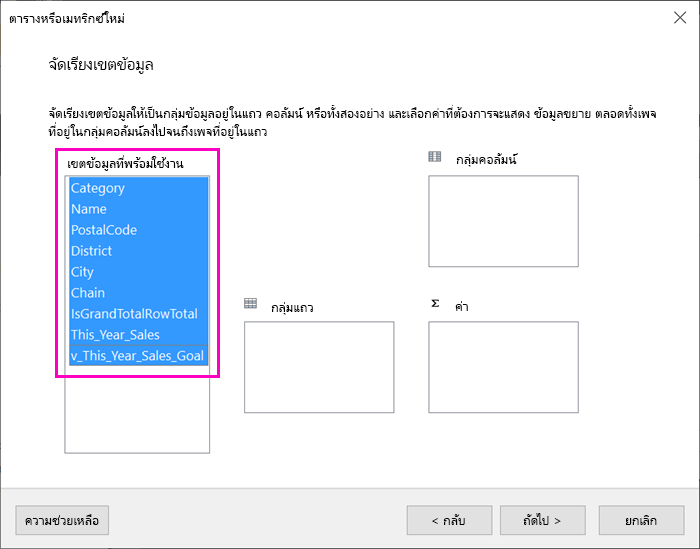 ตารางหรือเมทริกซ์ใหม่
จัดเรียงเขตข้อมูล
จัดเรียงเขตข้อมูลให้เป็นกลุ่มข้อมูลอยู่ในแถว คอลัมน์ หรือทั้งสองอย่าง และเลือกค่าที่ต้องการจะแสดง ข้อมูลขยาย ตลอดทั้งเพจ
ที่อยู่ในกลุ่มคอลัมน์ลงไปจนถึงเพจที่อยู่ในแถว
เขตข้อมูลที่พร้อมใช้งาน
กลุ่มคอลัมน์
Category
Name
PostalCode
District
City
Chain
IsGrandTotalRowTotal
This_Year_Sales
v_This_Year_Sales_Goal
กลุ่มแถว
Σ ค่า
ความช่วยเหลือ
< กลับ
ถัดไป >
ยกเลิก